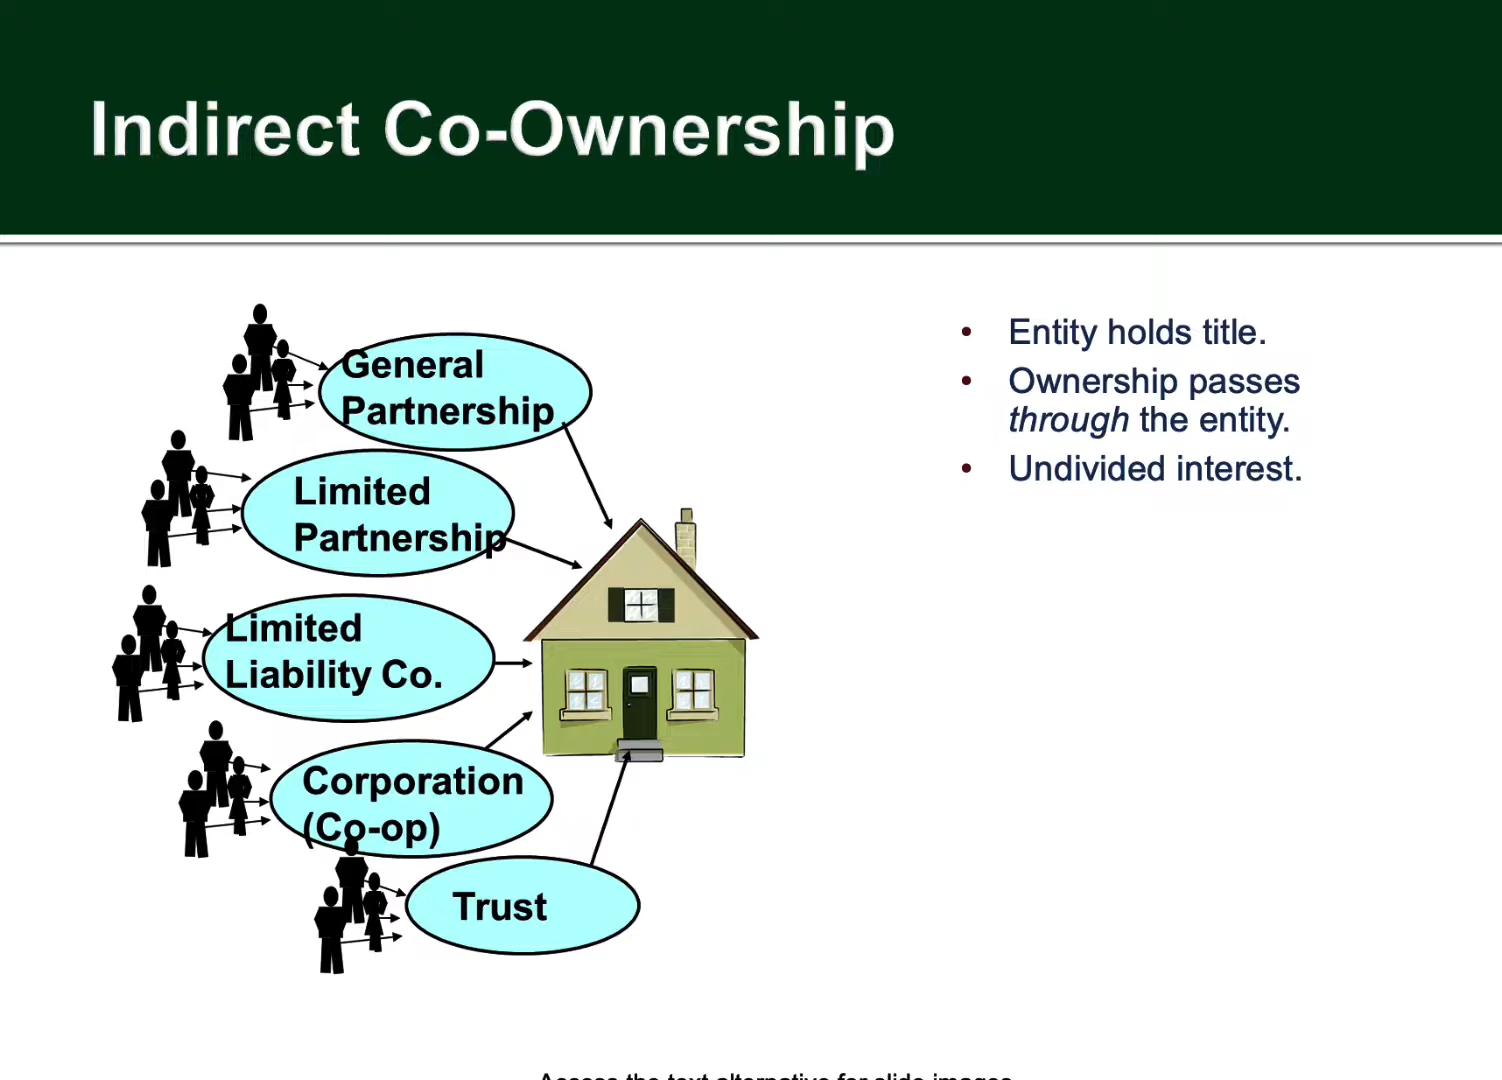 Indirect Co-Ownership
General
Partnership
Limited
Partnership
Limited
Liability Co.
Corporation
(Co-op)
Trust
• Entity holds title.
• Ownership passes
through the entity.
• Undivided interest.
Access the text alternative for slide images